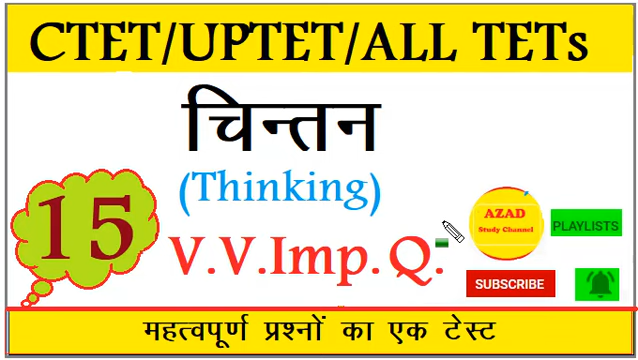 CTET/UPTET/ALL TETs
चिन्तन
(Thinking)
15
V.V.Imp.Q.
AZAD
Study Channel
PLAYLISTS
SUBSCRIBE
महत्वपूर्ण प्रश्नों का एक टेस्ट